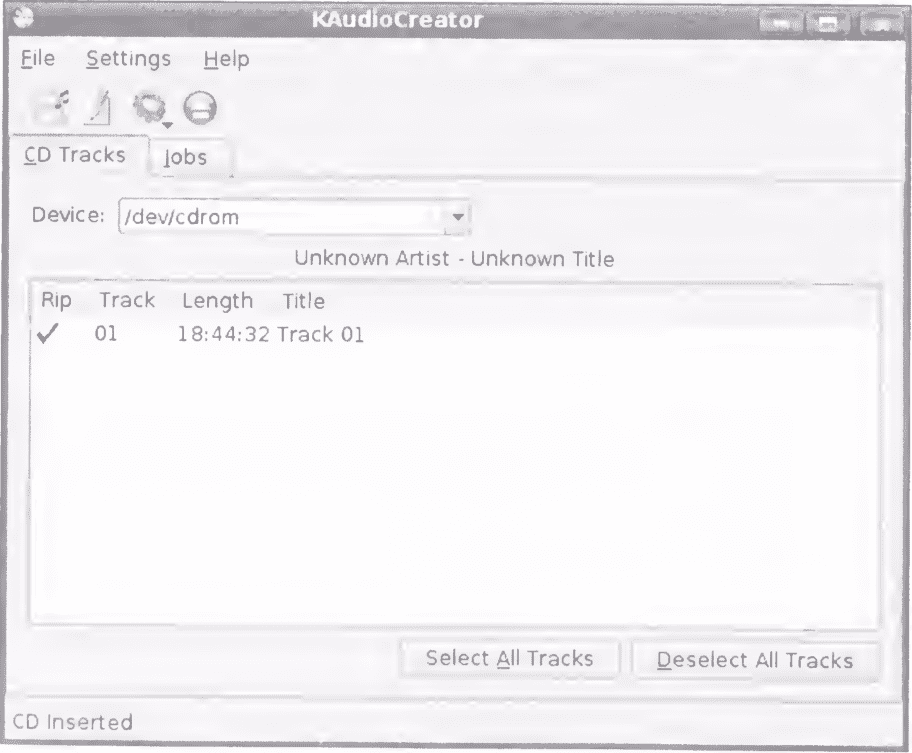 KAudioCreator
File Settings Help
CD Tracks Jobs
Device: /dev/cdrom
Unknown Artist - Unknown Title
Rip Track Length Title
01 18:44:32 Track 01
Select All Tracks Deselect All Tracks
CD Inserted